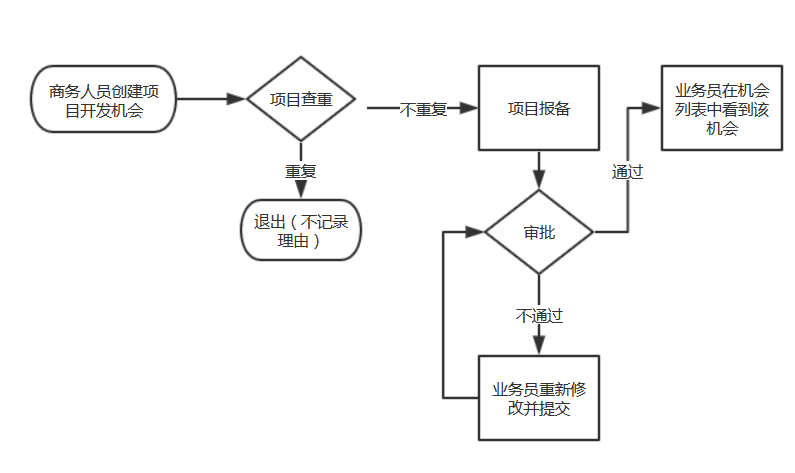 商务人员创建项
目开发机会
项目查重
不重复
项目报备
业务员在机会
列表中看到该
机会
重复
通过
退出（不记录
理由）
审批
不通过
业务员重新修
改并提交